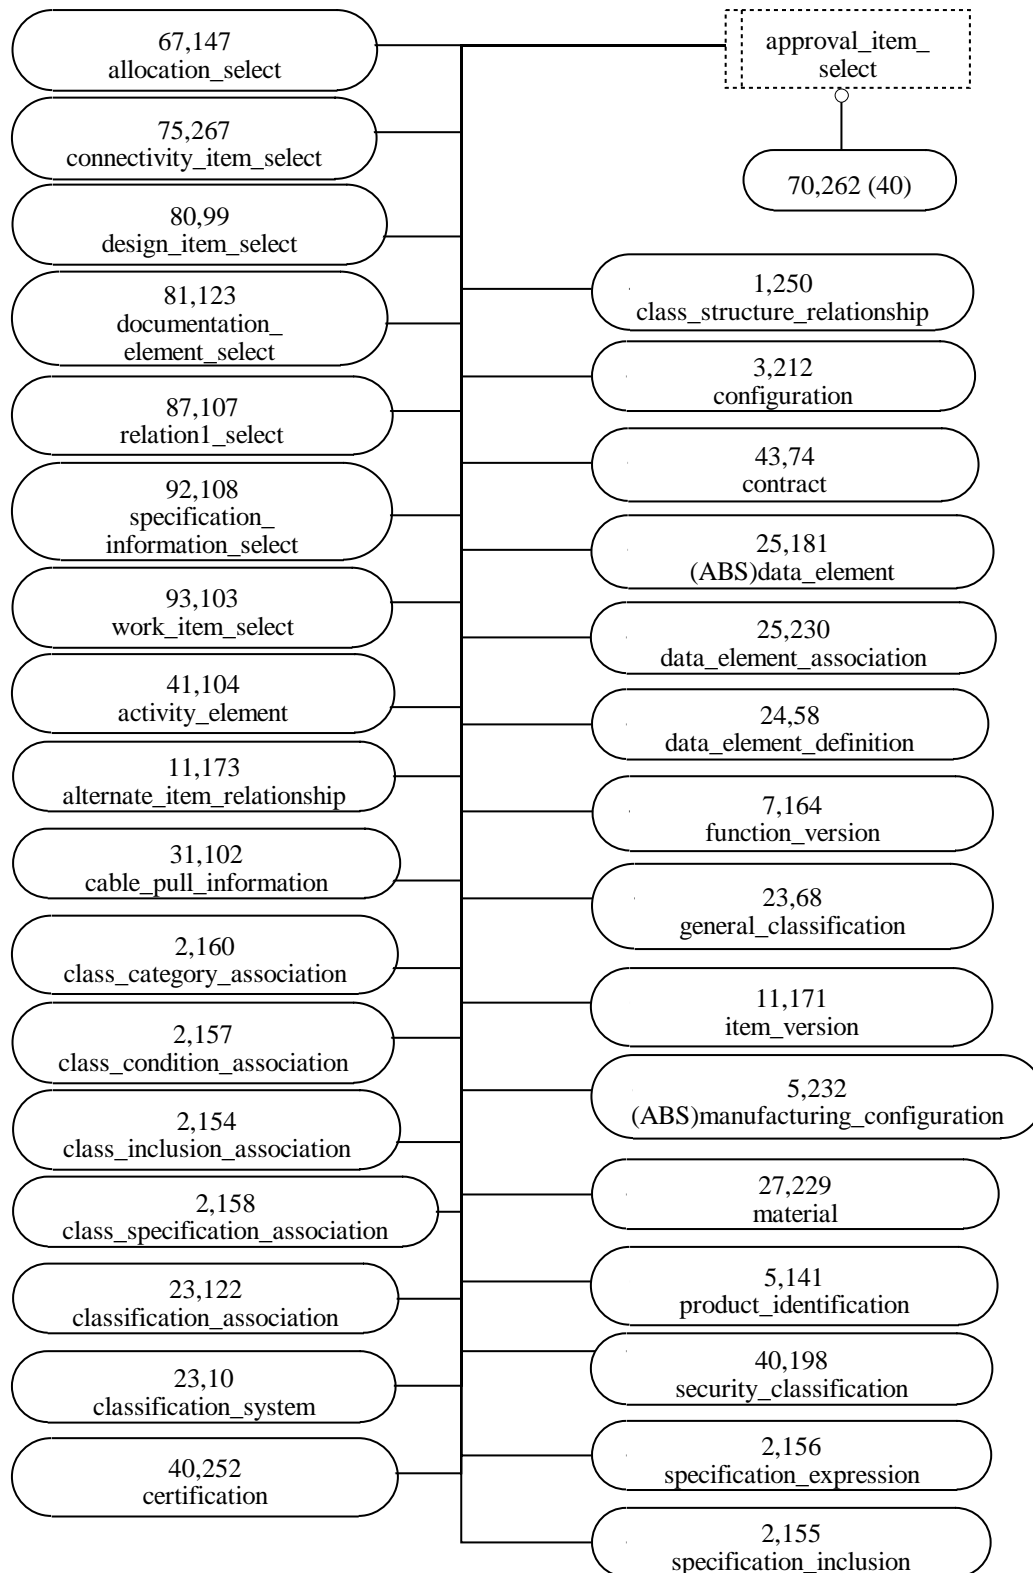 67,147
allocation_select
75,267
connectivity_item_select
80,99
design_item_select
81,123
documentation_
element_select
87,107
relation1_select
92,108
specification_
information_select
93,103
work_item_select
41,104
activity_element
11,173
alternate_item_relationship
31,102
cable_pull_information
2,160
class_category_association
2,157
class_condition_association
2,154
class_inclusion_association
2,158
class_specification_association
23,122
classification_association
23,10
classification_system
40,252
certification
approval_item_
select
70,262 (40)
1,250
class_structure_relationship
3,212
configuration
43,74
contract
25,181
(ABS)data_element
25,230
data_element_association
24,58
data_element_definition
7,164
function_version
23,68
general_classification
11,171
item_version
5,232
(ABS)manufacturing_configuration
27,229
material
5,141
product_identification
40,198
security_classification
2,156
specification_expression
2,155
specification_inclusion